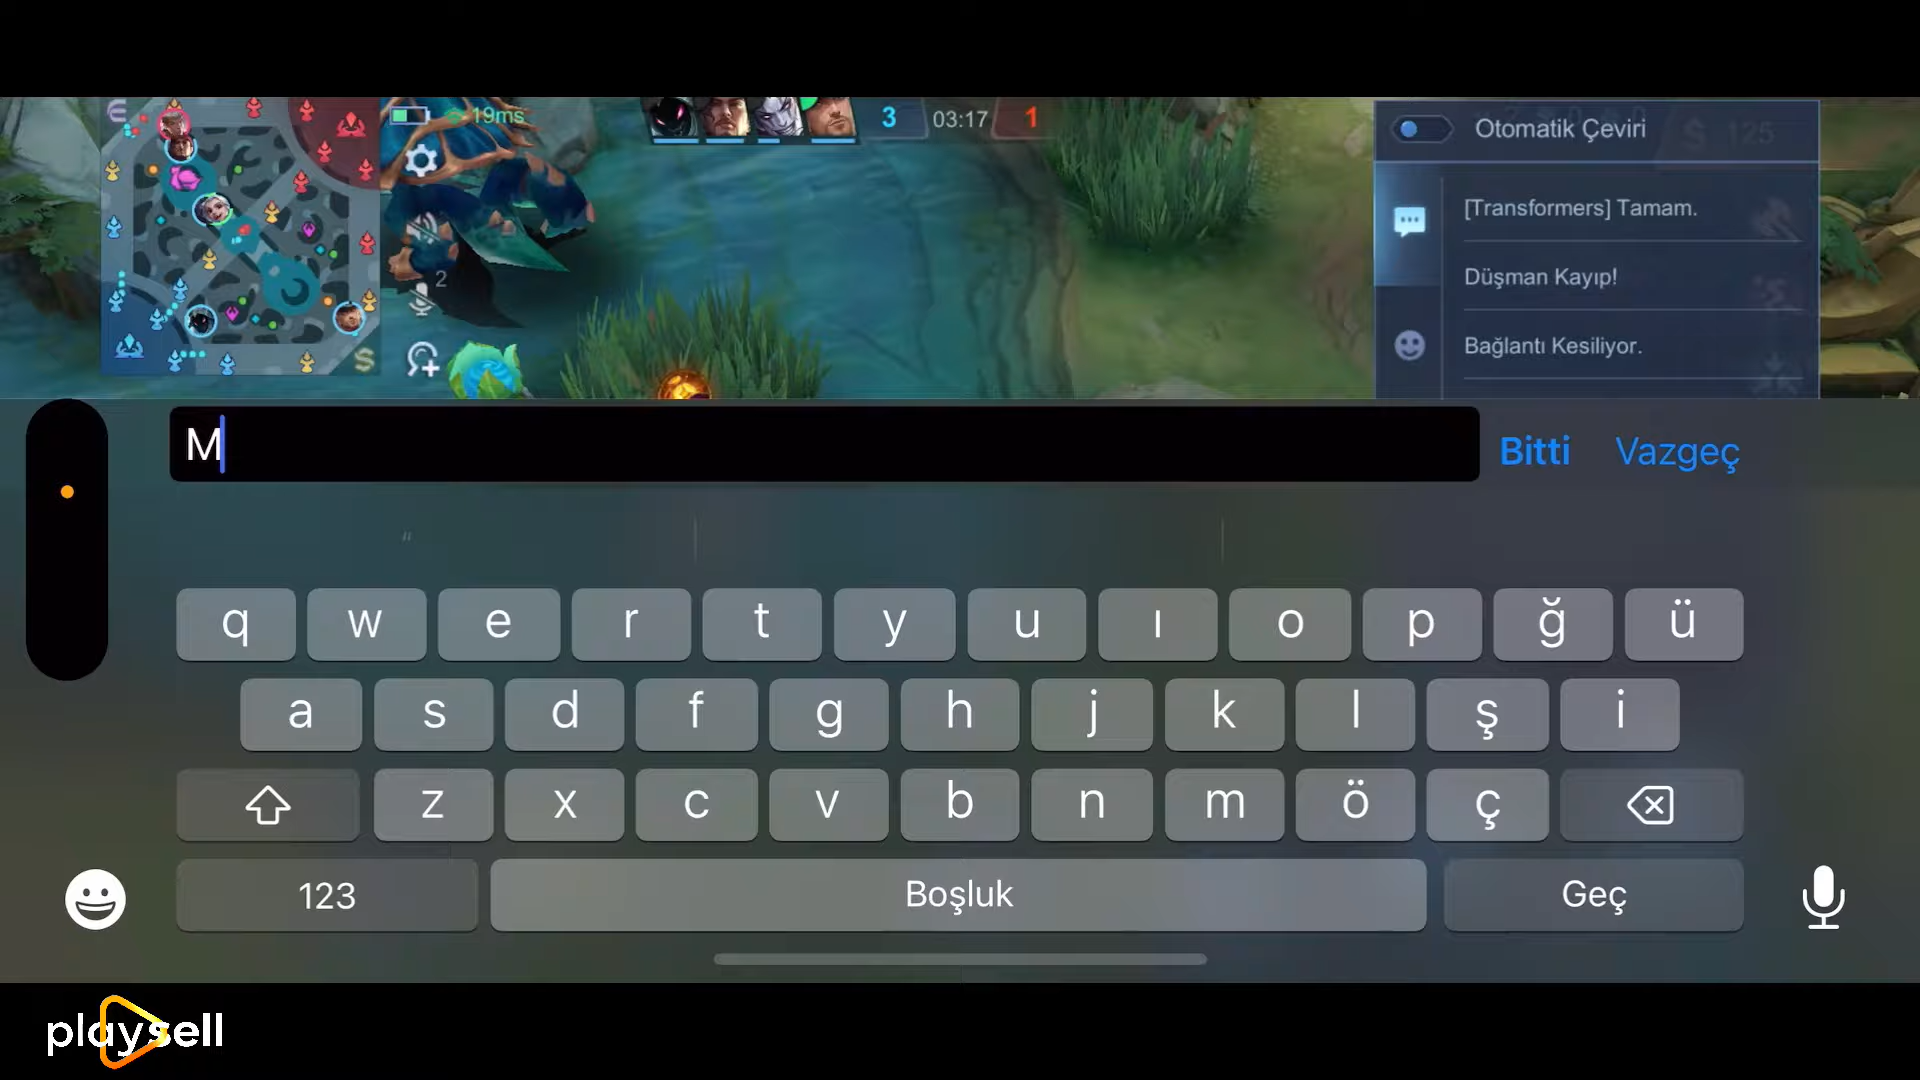 19ms
3 03:17 1
Otomatik Çeviri
125
[Transformers] Tamam.
Düşman Kayıp!
Bağlantı Kesiliyor.
2
M
Bitti Vazgeç
“
q w e r t y u ı o p ğ ü
a s d f g h j k l ş i
z x c v b n m ö ç
123 Boşluk Geç
playsell